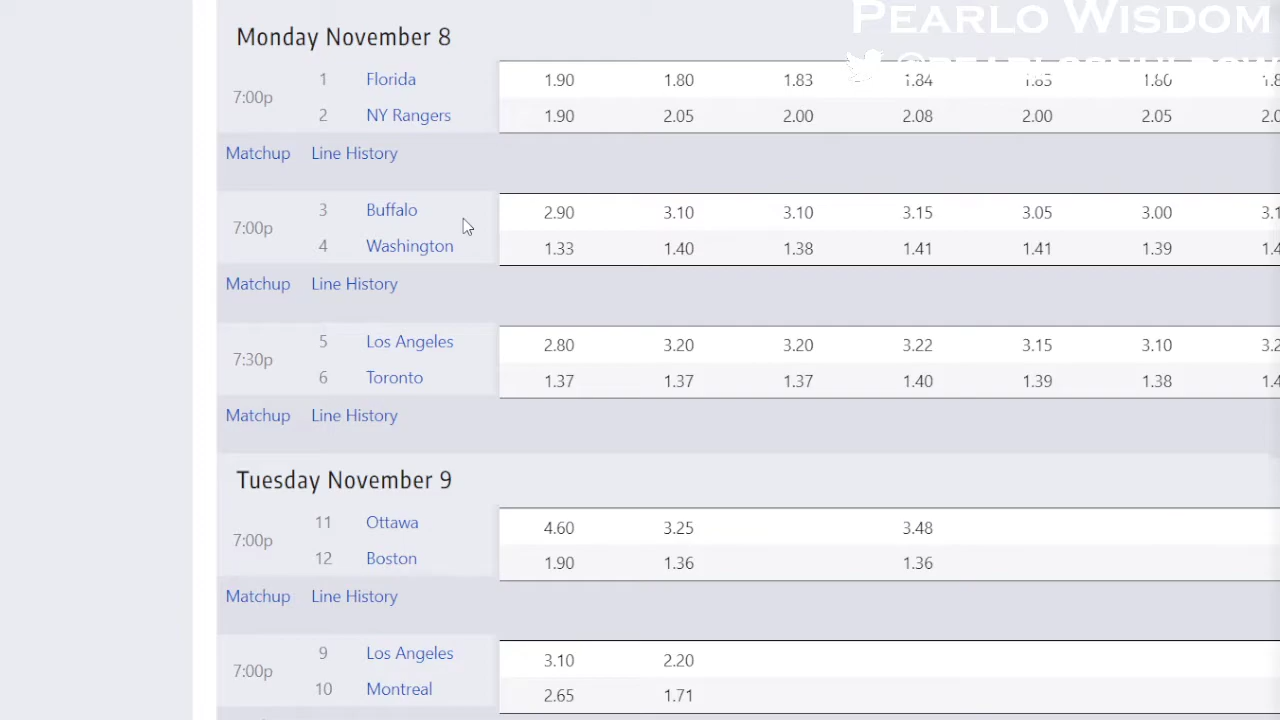 PEARLO WISDOM
Monday November 8
1 Florida 1.90 1.80 1.83 1.84 1.85 1.80
7:00p
2 NY Rangers 1.90 2.05 2.00 2.08 2.00 2.05
Matchup Line History
3 Buffalo 2.90 3.10 3.10 3.15 3.05 3.00
7:00p
4 Washington 1.33 1.40 1.38 1.41 1.41 1.39
Matchup Line History
5 Los Angeles 2.80 3.20 3.20 3.22 3.15 3.10
7:30p
6 Toronto 1.37 1.37 1.37 1.40 1.39 1.38
Matchup Line History
Tuesday November 9
11 Ottawa 4.60 3.25 3.48
7:00p
12 Boston 1.90 1.36 1.36
Matchup Line History
9 Los Angeles 3.10 2.20
7:00p
10 Montreal 2.65 1.71